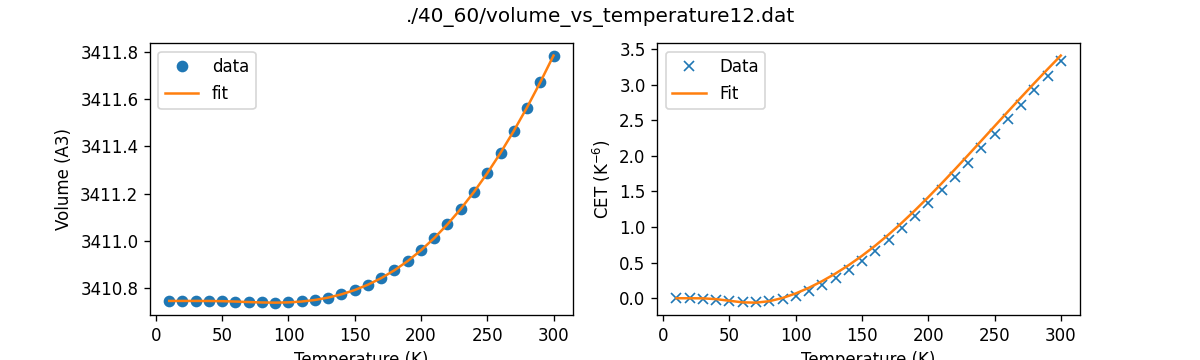 ./40_60/volume_vs_temperature12.dat
3411.8
3411.6
3411.4
3411.2
3411.0
3410.8
Volume (A3)
data
fit
0 50 100 150 200 250 300
Temperature (K)
3.5
3.0
2.5
2.0
1.5
1.0
0.5
0.0
CET (K⁻⁶)
Data
Fit
0 50 100 150 200 250 300
Temperature (K)